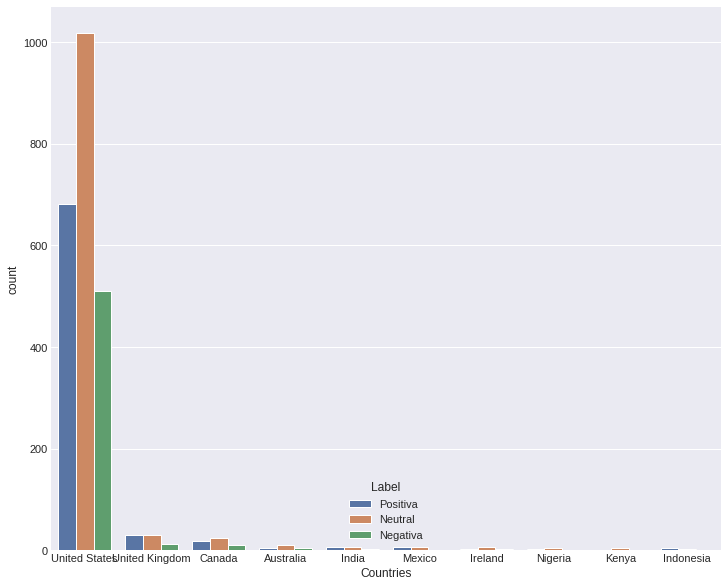 1000
800
600
400
200
0
count
Label
Positiva
Neutral
Negativa
United States United Kingdom Canada Australia India Mexico Ireland Nigeria Kenya Indonesia
Countries